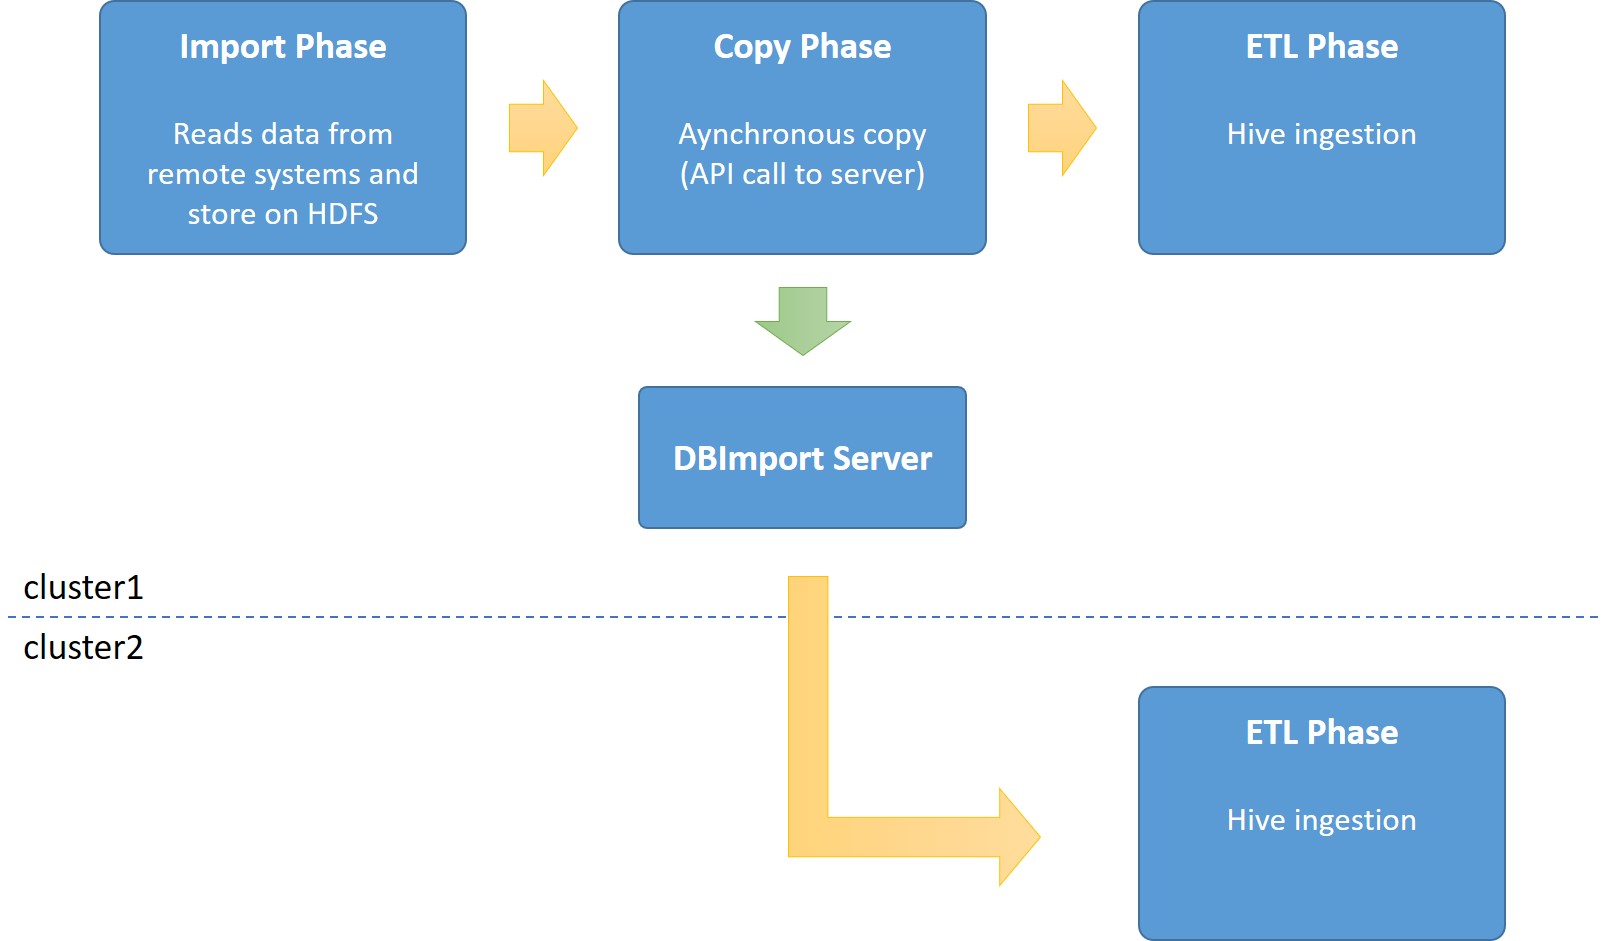 Import Phase
Reads data from
remote systems and
store on HDFS
Copy Phase
Aynchronous copy
(API call to server)
ETL Phase
Hive ingestion
DBImport Server
cluster1
cluster2
ETL Phase
Hive ingestion